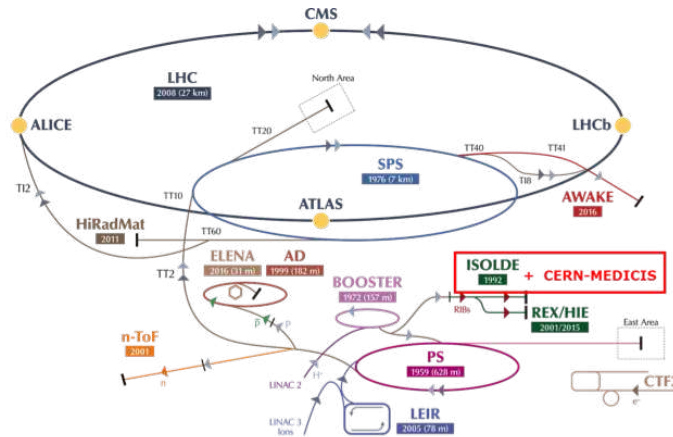 CMS
LHC
2008 (27 km)
North Area
ALICE
TT20
LHCb
SPS
1976 (7 km)
TT40
TT41
TI8
TI2
TT10
ATLAS
AWAKE
2016
HiRadMat
2011
TT60
ELENA
2016 (31 m)
AD
1999 (182 m)
TT2
BOOSTER
1972 (157 m)
ISOLDE
1992
+ CERN-MEDICIS
RIBs
REX/HIE
2001/2015
p
p
East Area
n-ToF
2001
n
LINAC 2
H+
PS
1959 (628 m)
CTF3
e-
LINAC 3
Ions
LEIR
2005 (78 m)